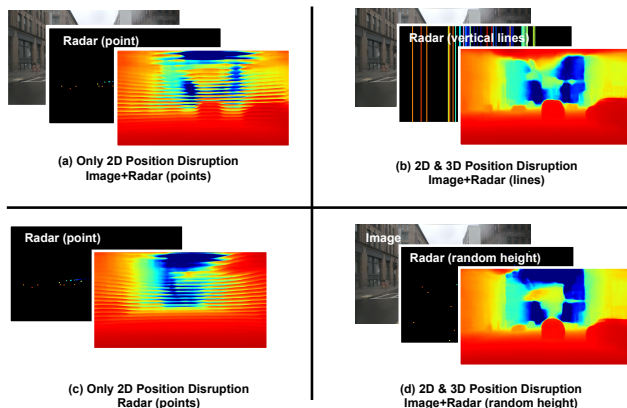 Radar (point)
(a) Only 2D Position Disruption
Image+Radar (points)
Radar (vertical lines)
(b) 2D & 3D Position Disruption
Image+Radar (lines)
Radar (point)
(c) Only 2D Position Disruption
Radar (points)
Image
Radar (random height)
(d) 2D & 3D Position Disruption
Image+Radar (random height)